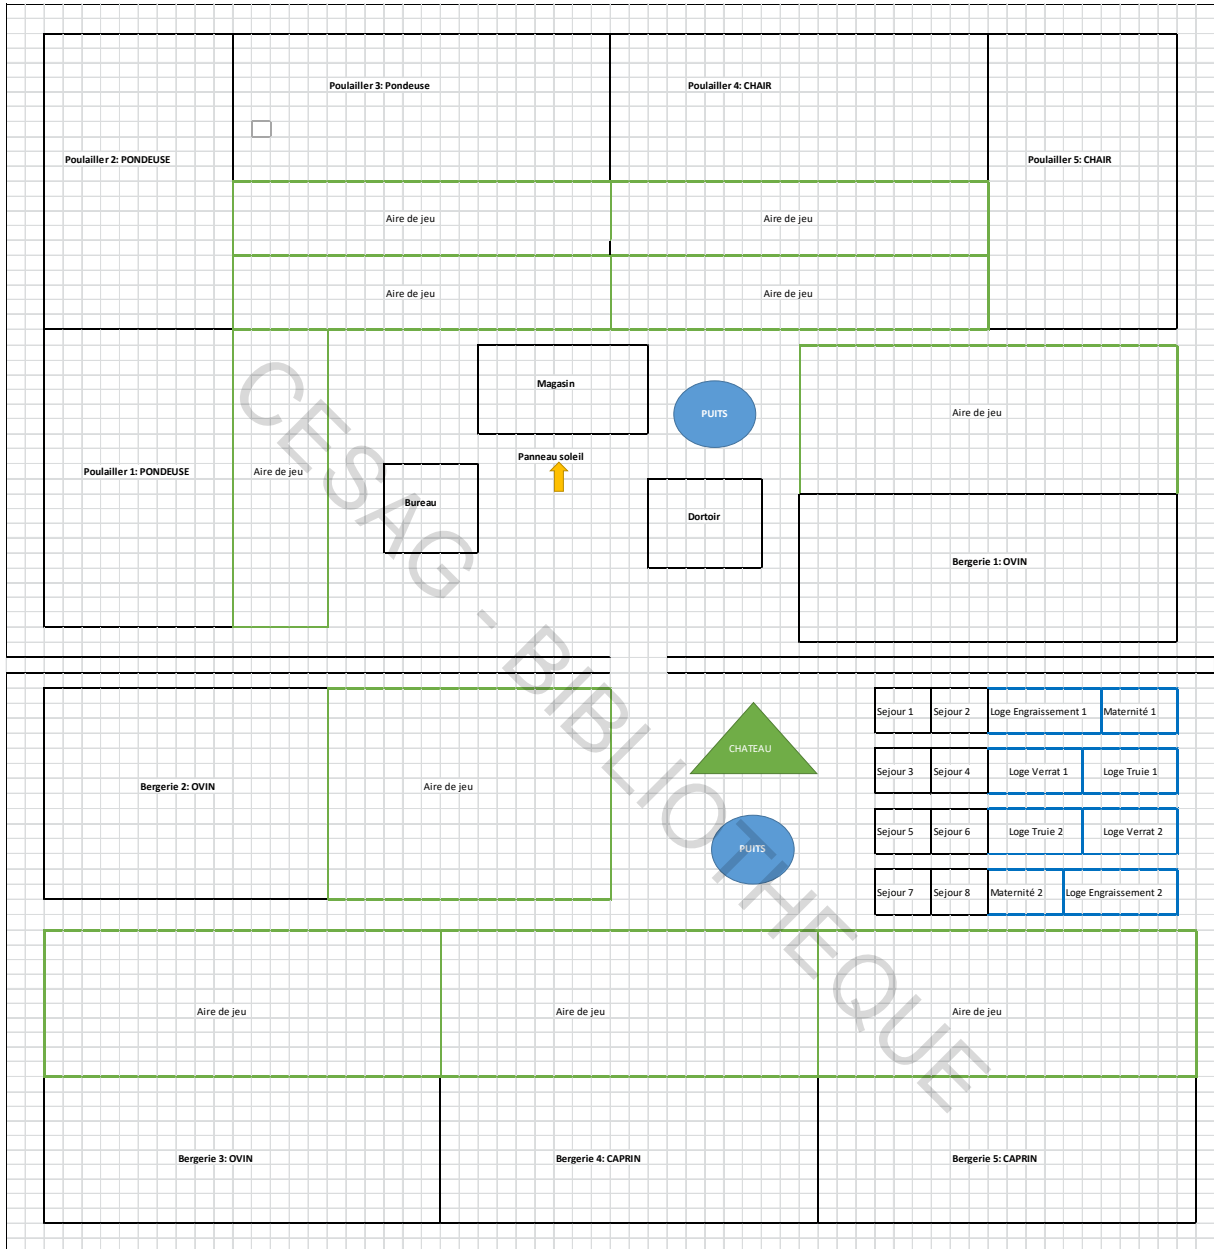 Poulailler 3: Pondeuse
Poulailler 4: CHAIR
Poulailler 2: PONDEUSE
Poulailler 5: CHAIR
Aire de jeu
Aire de jeu
Aire de jeu
Aire de jeu
Magasin
PUITS
Aire de jeu
Panneau soleil
Poulailler 1: PONDEUSE
Aire de jeu
Bureau
Dortoir
Bergerie 1: OVIN
Sejour 1
Sejour 2
Loge Engraissement 1
Maternité 1
CHATEAU
Sejour 3
Sejour 4
Loge Verrat 1
Loge Truie 1
Bergerie 2: OVIN
Aire de jeu
Sejour 5
Sejour 6
Loge Truie 2
Loge Verrat 2
PUITS
Sejour 7
Sejour 8
Maternité 2
Loge Engraissement 2
Aire de jeu
Aire de jeu
Aire de jeu
Bergerie 3: OVIN
Bergerie 4: CAPRIN
Bergerie 5: CAPRIN
CESAG - BIBLIOTHEQUE